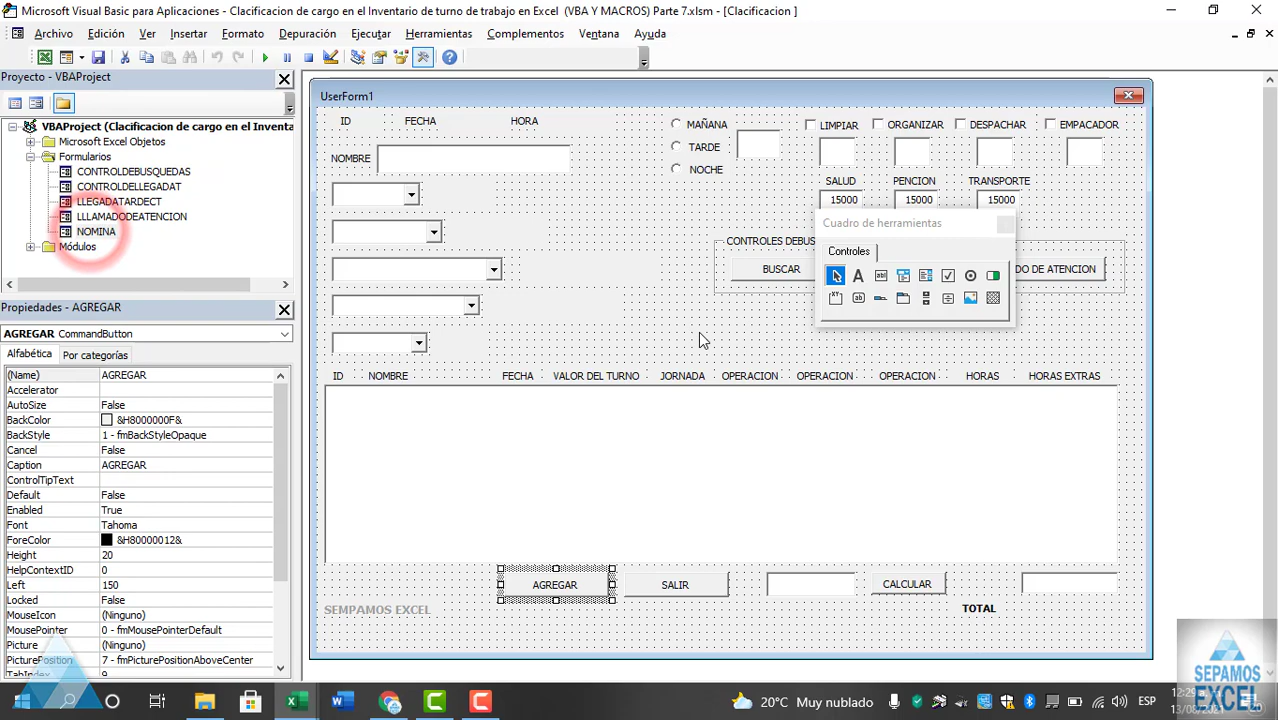 Microsoft Visual Basic para Aplicaciones - Clacificacion de cargo en el Inventario de turno de trabajo en Excel (VBA Y MACROS) Parte 7.xlsm - [Clacificacion ]
Archivo Edición Ver Insertar Formato Depuración Ejecutar Herramientas Complementos Ventana Ayuda
Proyecto - VBAProject
VBAProject (Clacificacion de cargo en el Inventa
Microsoft Excel Objetos
Formularios
CONTROLDEBUSQUEDAS
CONTROLDELLEGADAT
LLEGADATARDECT
LLLAMADODEATENCION
NOMINA
Módulos
Propiedades - AGREGAR
AGREGAR CommandButton
Alfabética Por categorías
(Name) AGREGAR
Accelerator
AutoSize False
BackColor &H8000000F&
BackStyle 1 - fmBackStyleOpaque
Cancel False
Caption AGREGAR
ControlTipText
Default False
Enabled True
Font Tahoma
ForeColor &H80000012&
Height 20
HelpContextID 0
Left 150
Locked False
MouseIcon (Ninguno)
MousePointer 0 - fmMousePointerDefault
Picture (Ninguno)
PicturePosition 7 - fmPicturePositionAboveCenter
TabIndex 9
UserForm1
ID FECHA HORA
NOMBRE
MAÑANA
TARDE
NOCHE
LIMPIAR ORGANIZAR DESPACHAR EMPACADOR
SALUD PENCION TRANSPORTE
15000 15000 15000
Cuadro de herramientas
Controles
CONTROLES DEBUS
BUSCAR
DO DE ATENCION
ID NOMBRE FECHA VALOR DEL TURNO JORNADA OPERACION OPERACION OPERACION HORAS HORAS EXTRAS
AGREGAR SALIR CALCULAR
SEMPAMOS EXCEL
TOTAL
20°C Muy nublado
ESP
13/08/2021
SEPAMOS
EXCEL